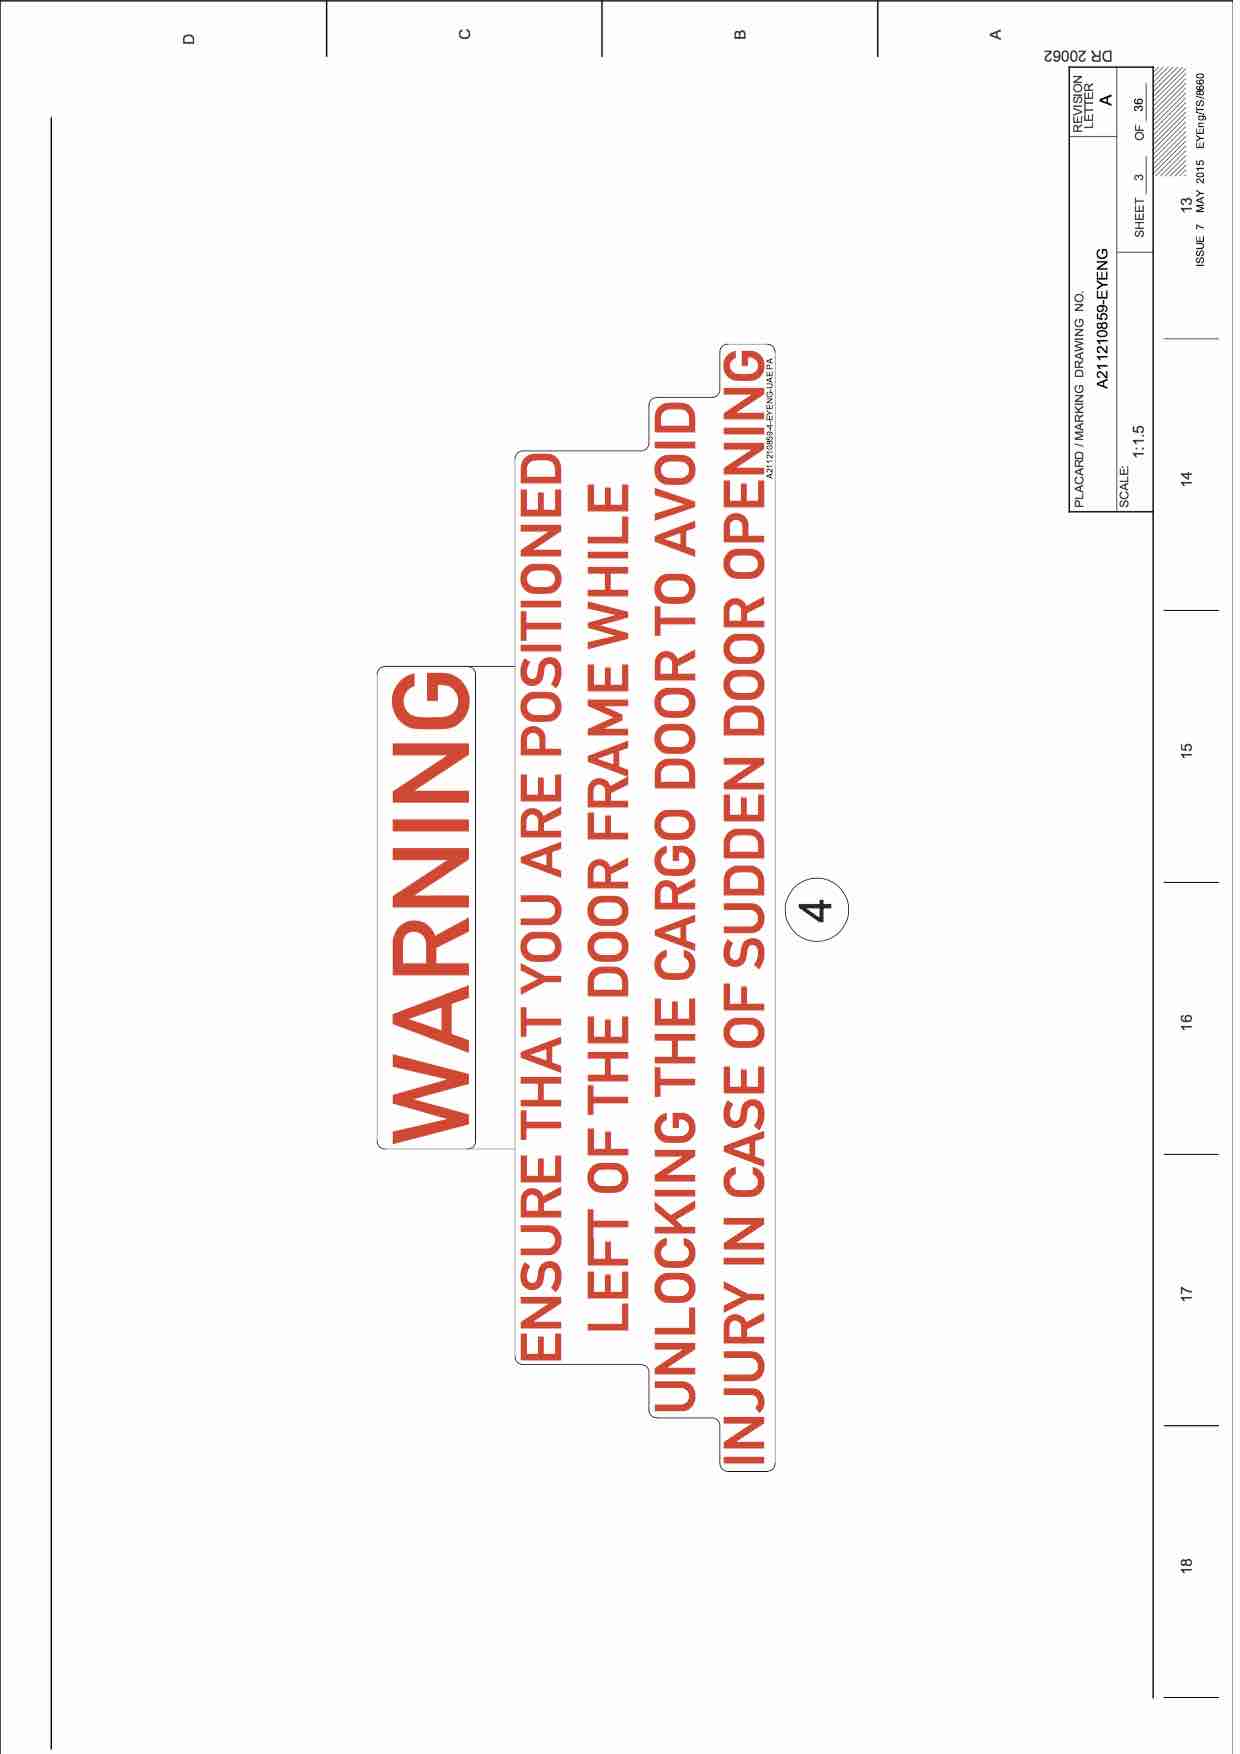 WARNING
ENSURE THAT YOU ARE POSITIONED
LEFT OF THE DOOR FRAME WHILE
UNLOCKING THE CARGO DOOR TO AVOID
INJURY IN CASE OF SUDDEN DOOR OPENING
A211210859-4-EYENG-UAE PA
4
D
C
B
A
DR 20062
PLACARD / MARKING DRAWING NO.
A211210859-EYENG
REVISION
LETTER
A
SCALE:
1:1.5
SHEET 3 OF 36
18
17
16
15
14
13
ISSUE 7 MAY 2015 EYEng/TS/8660